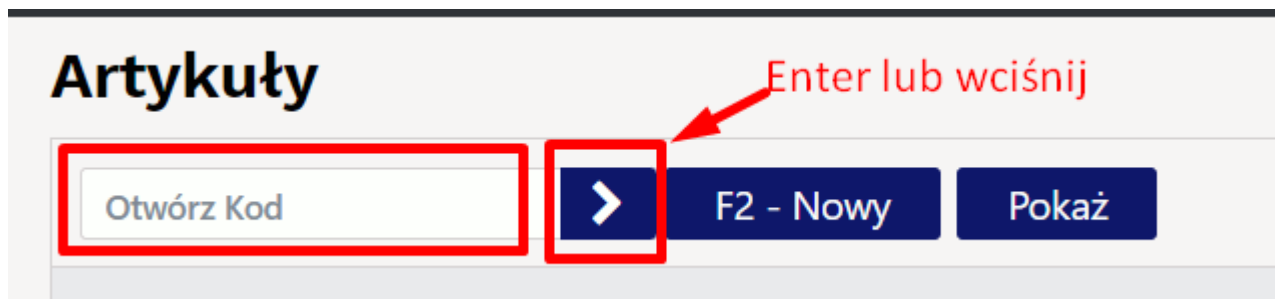 Artykuły
Enter lub wciśnij
Otwórz Kod
F2 - Nowy
Pokaż